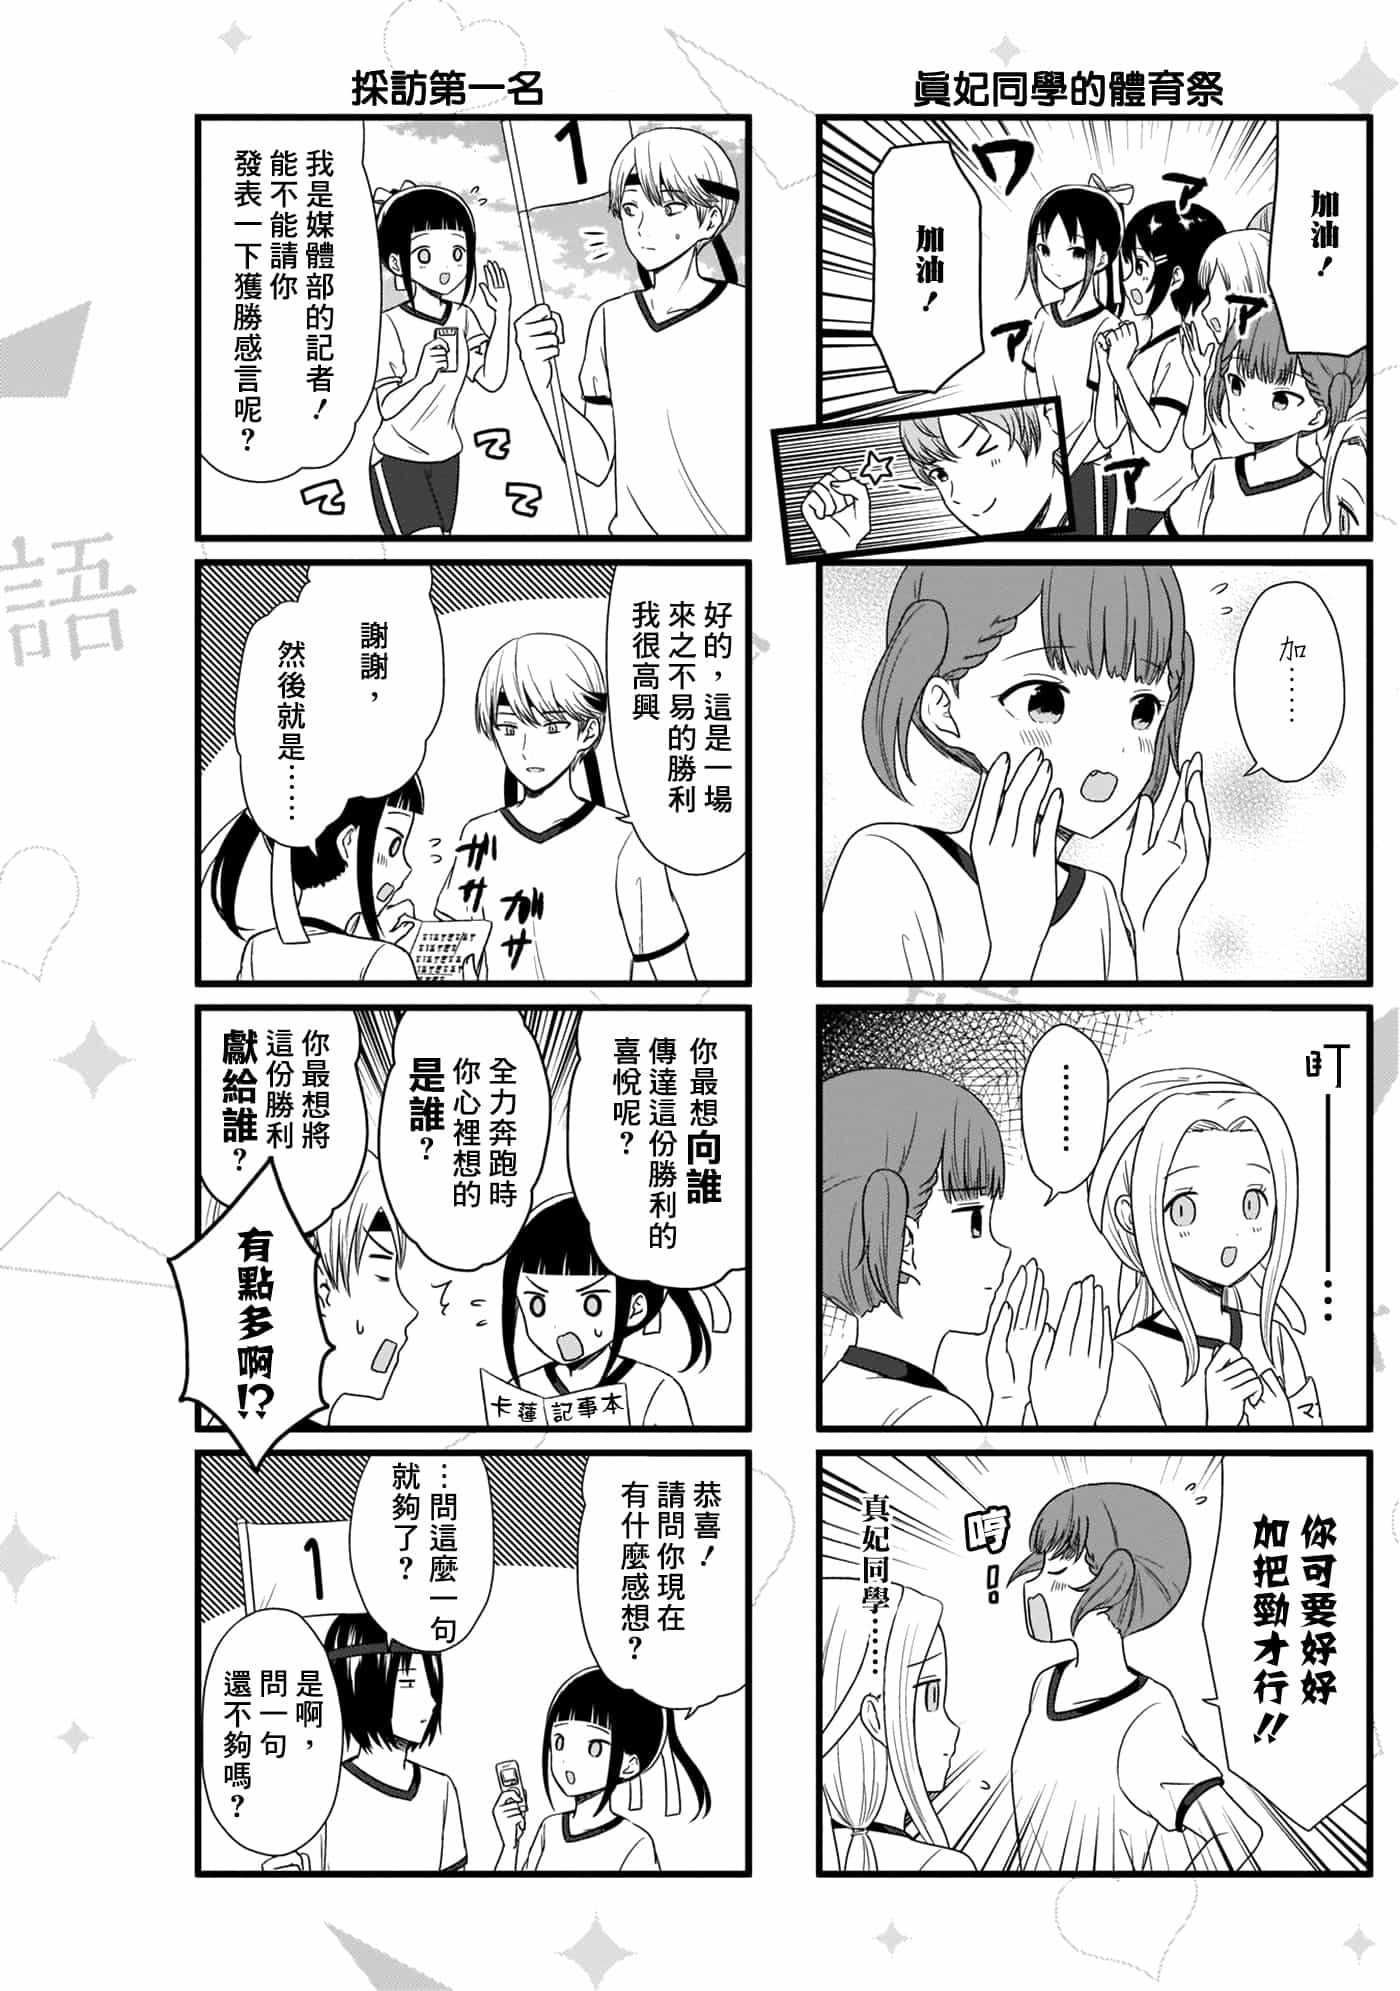 眞妃同學的體育祭
加油！
加油！
ワ
ア
ア
ア
ア
加……
………
盯——…
你可要好好
加把勁才行！！
哼！
真妃同學……
採訪第一名
我是媒體部的記者！
能不能請你
發表一下獲勝感言呢？
1
て
て
て
好的，這是一場
來之不易的勝利
我很高興
謝謝，
然後就是……
ガサ
ガサ
你最想向誰
傳達這份勝利的
喜悅呢？
全力奔跑時
你心裡想的
是誰？
你最想將
這份勝利
獻給誰？
有點多啊！？
卡蓮 記事本
恭喜！
請問你現在
有什麼感想？
…問這麼一句
就夠了？
是啊，
問一句
還不夠嗎？
1
語